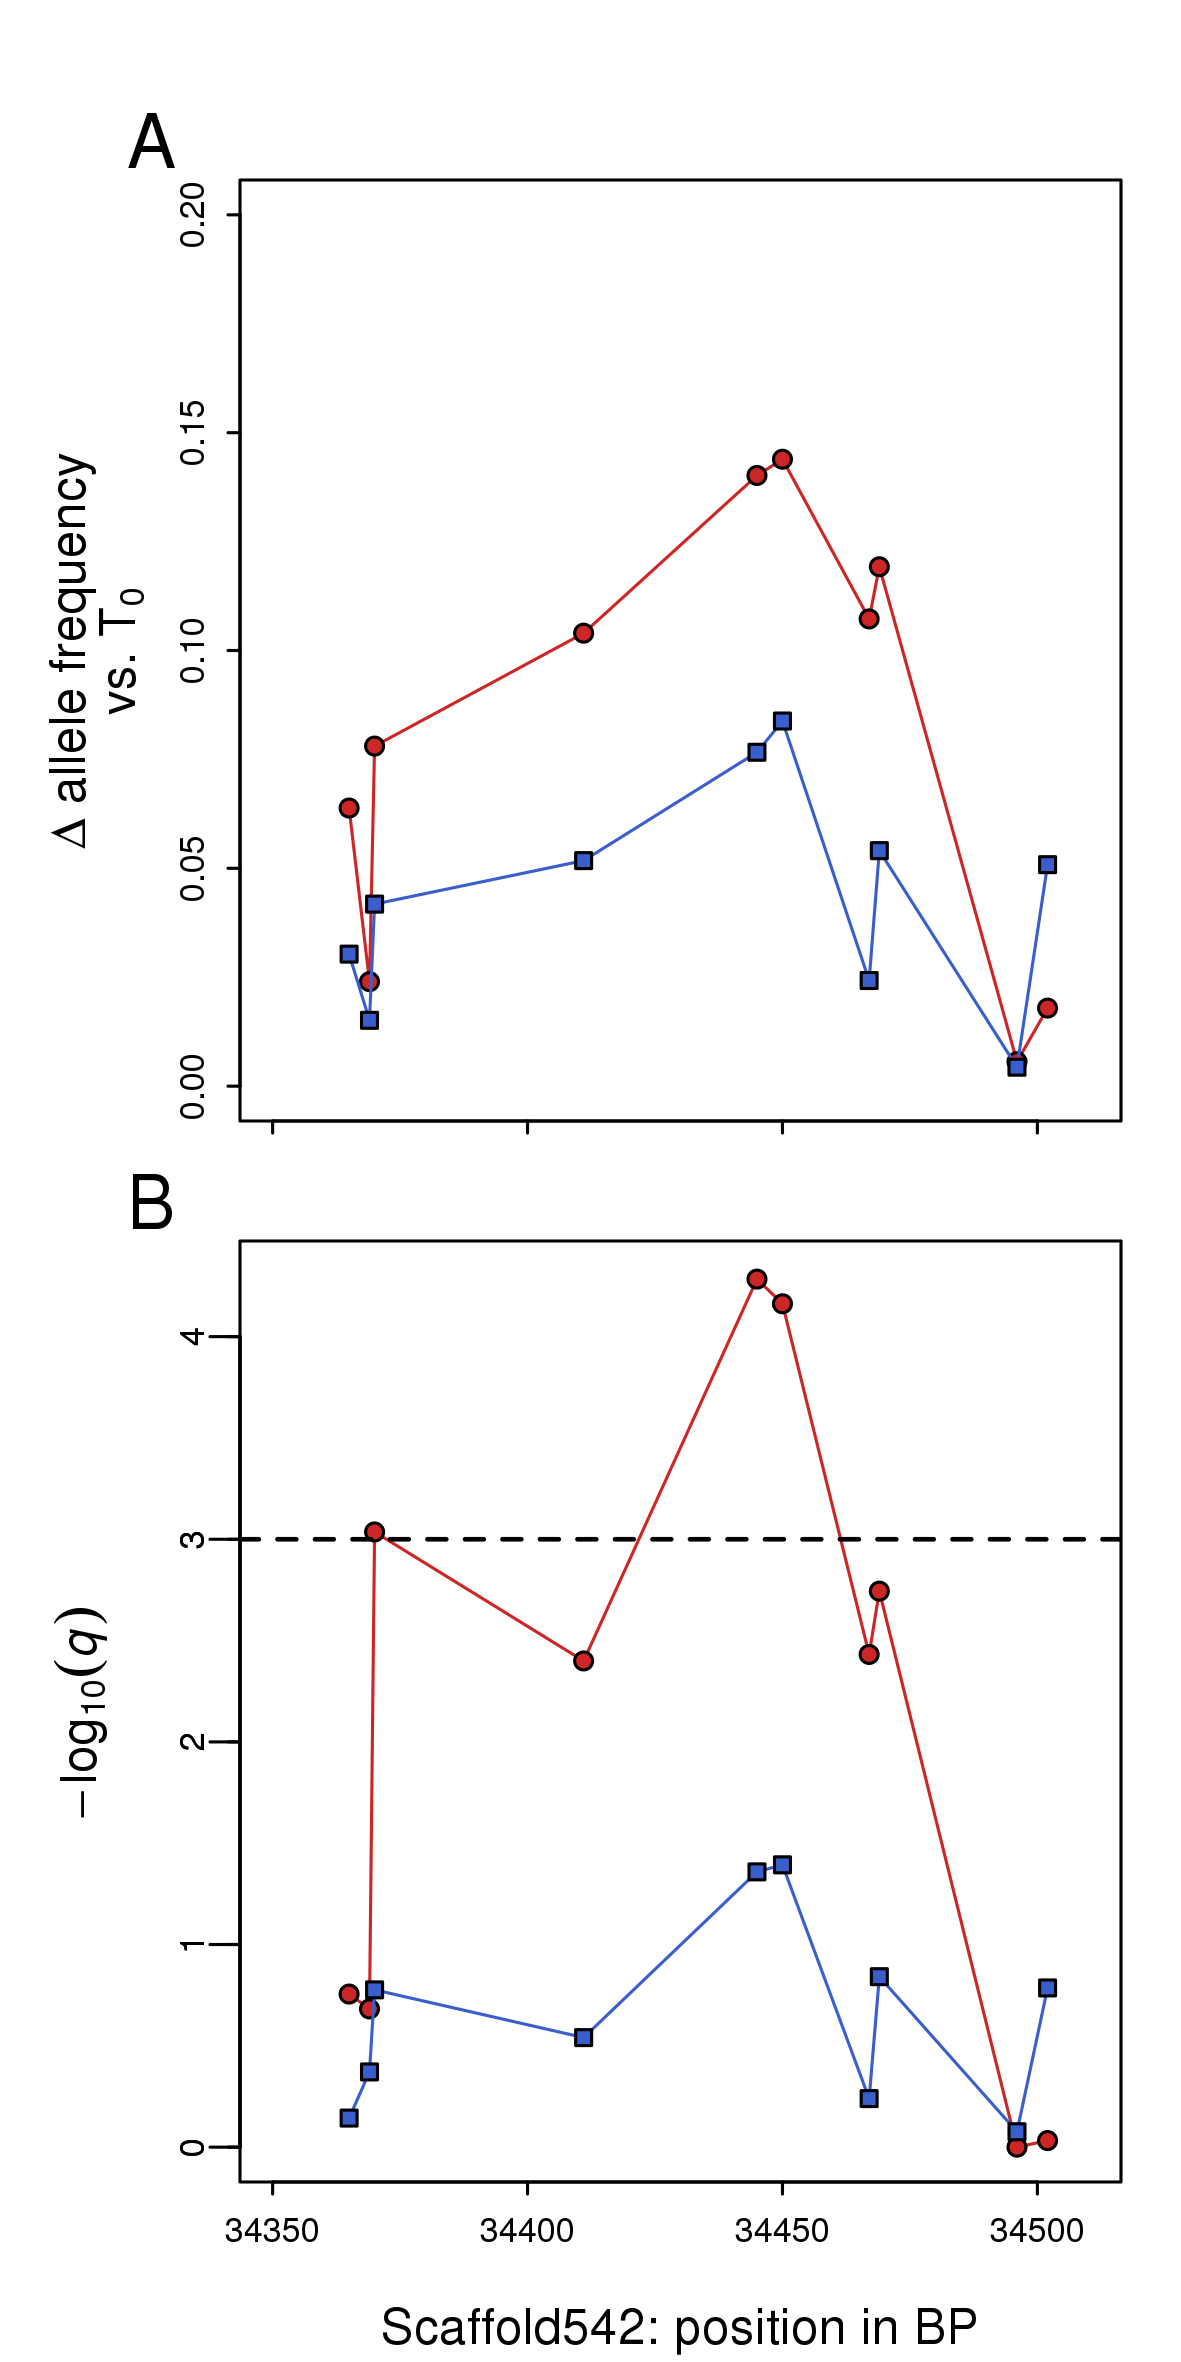 A
0.20
0.15
0.10
0.05
0.00
Δ allele frequency
vs. T₀
B
4
3
2
1
0
−log₁₀(q)
34350 34400 34450 34500
Scaffold542: position in BP